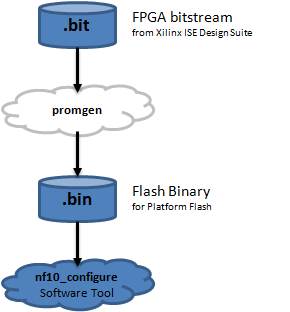 .bit
FPGA bitstream
from Xilinx ISE Design Suite
promgen
.bin
Flash Binary
for Platform Flash
nf10_configure
Software Tool